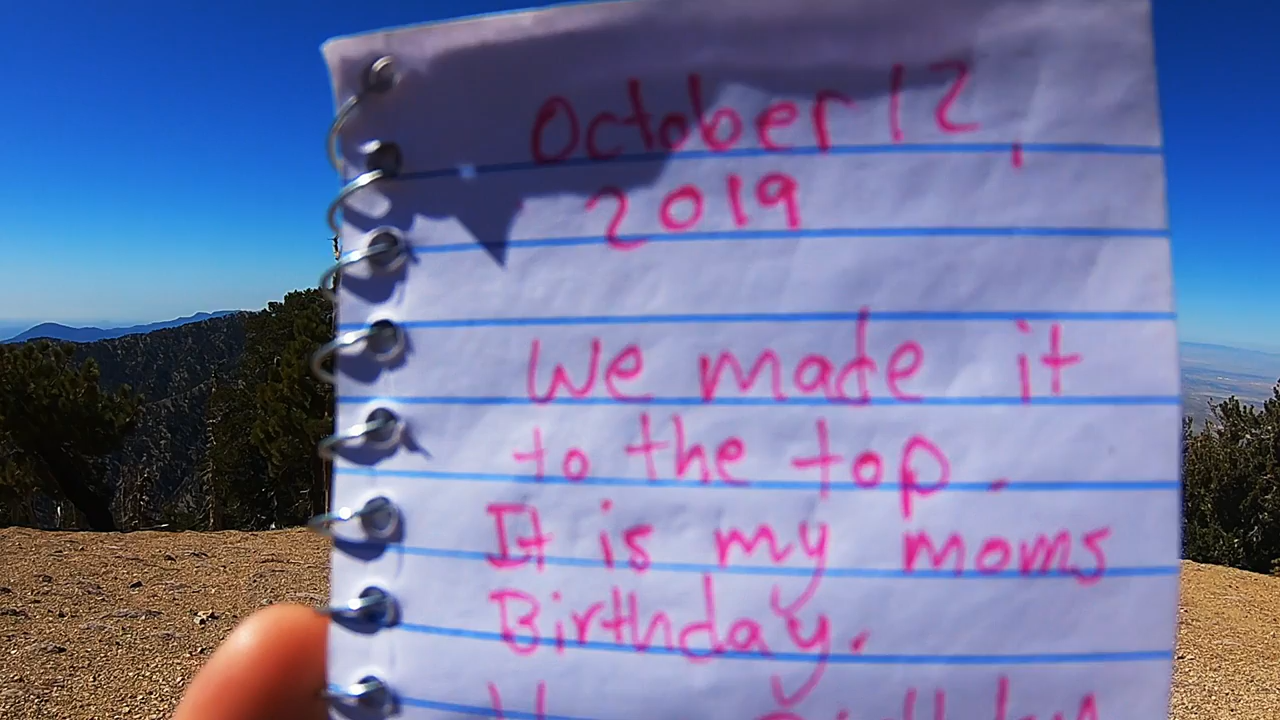 October 12,
2019
We made it
to the top.
It is my moms
Birthday.